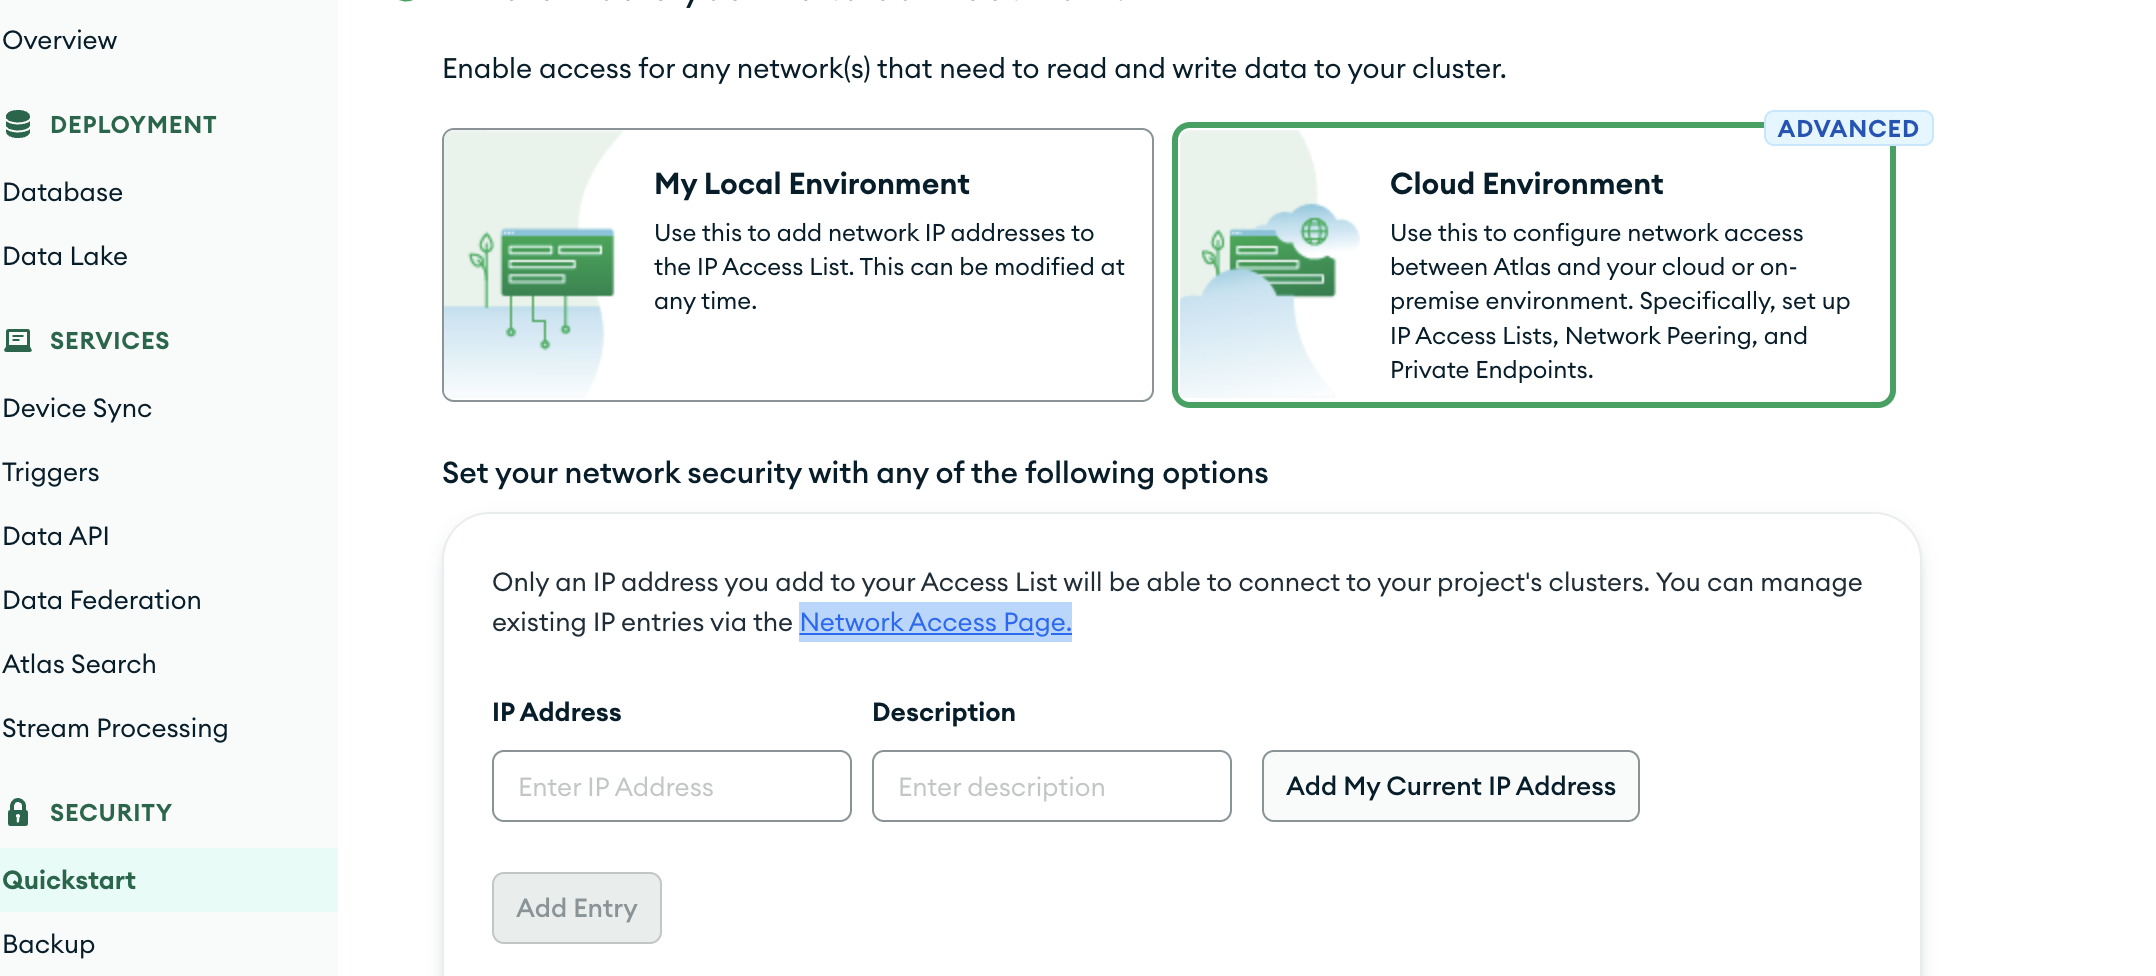 Overview
DEPLOYMENT
Database
Data Lake
SERVICES
Device Sync
Triggers
Data API
Data Federation
Atlas Search
Stream Processing
SECURITY
Quickstart
Backup
Enable access for any network(s) that need to read and write data to your cluster.
My Local Environment
Use this to add network IP addresses to
the IP Access List. This can be modified at
any time.
ADVANCED
Cloud Environment
Use this to configure network access
between Atlas and your cloud or on-
premise environment. Specifically, set up
IP Access Lists, Network Peering, and
Private Endpoints.
Set your network security with any of the following options
Only an IP address you add to your Access List will be able to connect to your project's clusters. You can manage
existing IP entries via the Network Access Page.
IP Address
Description
Enter IP Address
Enter description
Add My Current IP Address
Add Entry